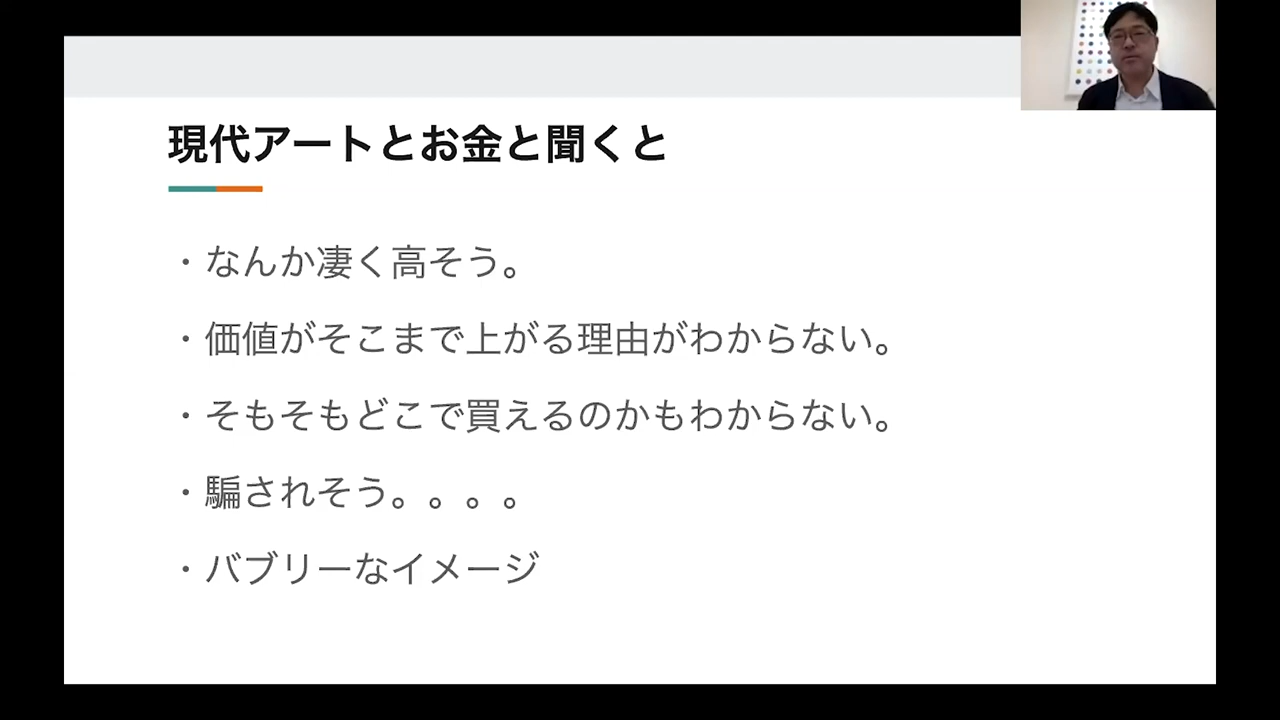 現代アートとお金と聞くと
・なんか凄く高そう。
・価値がそこまで上がる理由がわからない。
・そもそもどこで買えるのかもわからない。
・騙されそう。。。。
・バブリーなイメージ